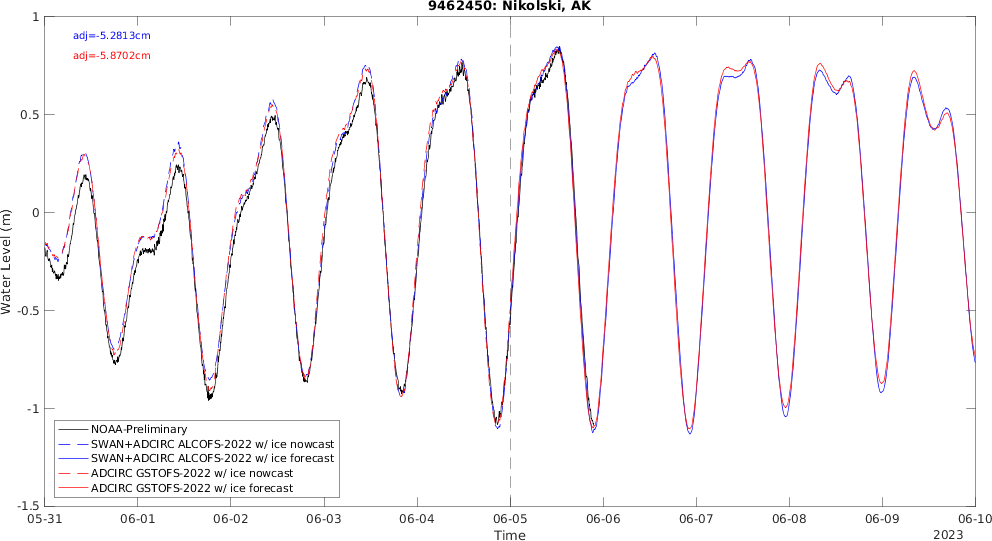 9462450: Nikolski, AK
adj=-5.2813cm
adj=-5.8702cm
Water Level (m)
1
0.5
0
-0.5
-1
-1.5
NOAA-Preliminary
SWAN+ADCIRC ALCOFS-2022 w/ ice nowcast
SWAN+ADCIRC ALCOFS-2022 w/ ice forecast
ADCIRC GSTOFS-2022 w/ ice nowcast
ADCIRC GSTOFS-2022 w/ ice forecast
05-31 06-01 06-02 06-03 06-04 06-05 06-06 06-07 06-08 06-09 06-10
Time
2023